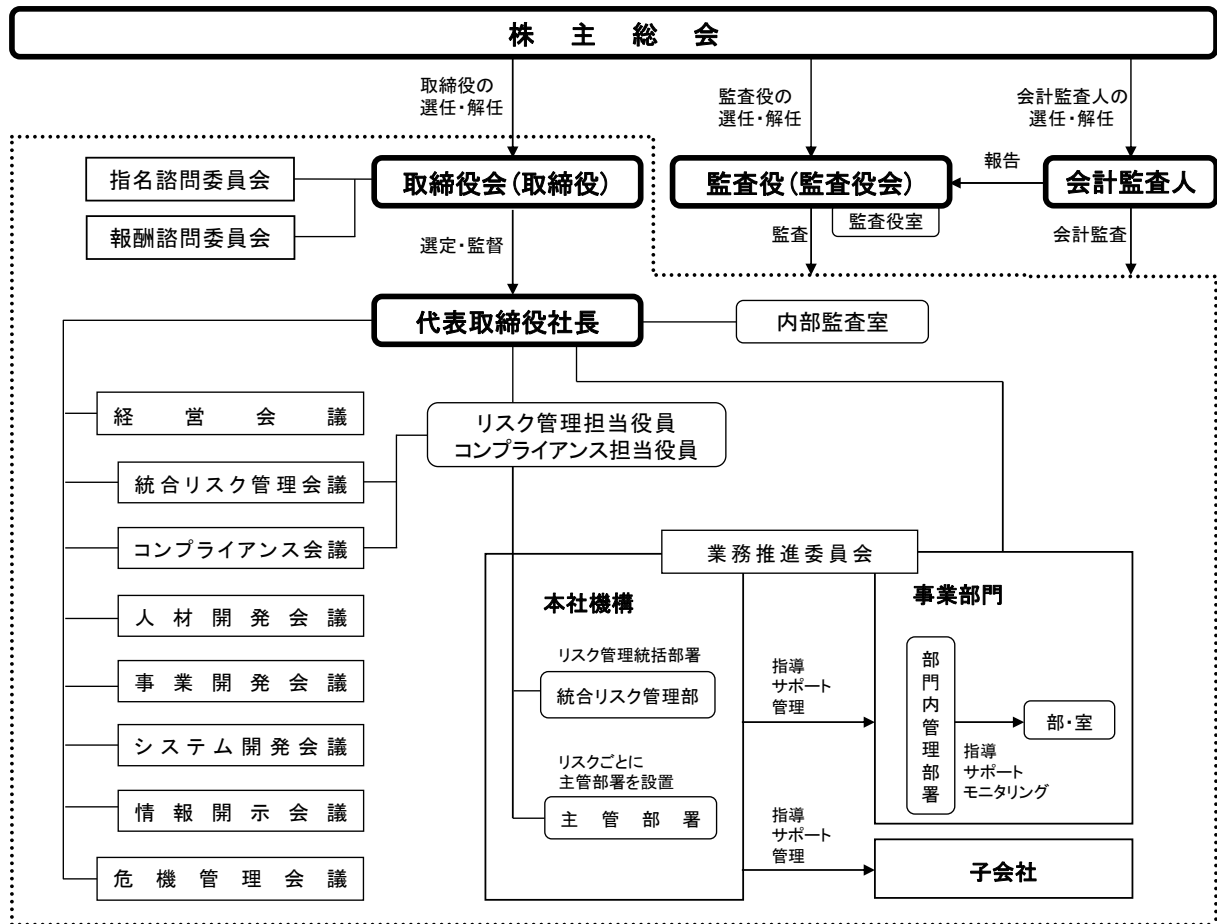 株主総会
取締役の
選任・解任
監査役の
選任・解任
会計監査人の
選任・解任
指名諮問委員会
報酬諮問委員会
取締役会(取締役)
監査役(監査役会)
報告
会計監査人
監査役室
選定・監督
監査
会計監査
代表取締役社長
内部監査室
経営会議
統合リスク管理会議
コンプライアンス会議
人材開発会議
事業開発会議
システム開発会議
情報開示会議
危機管理会議
リスク管理担当役員
コンプライアンス担当役員
業務推進委員会
本社機構
リスク管理統括部署
統合リスク管理部
リスクごとに
主管部署を設置
主管部署
指導
サポート
管理
指導
サポート
管理
事業部門
部門内管理部署
部・室
指導
サポート
モニタリング
子会社